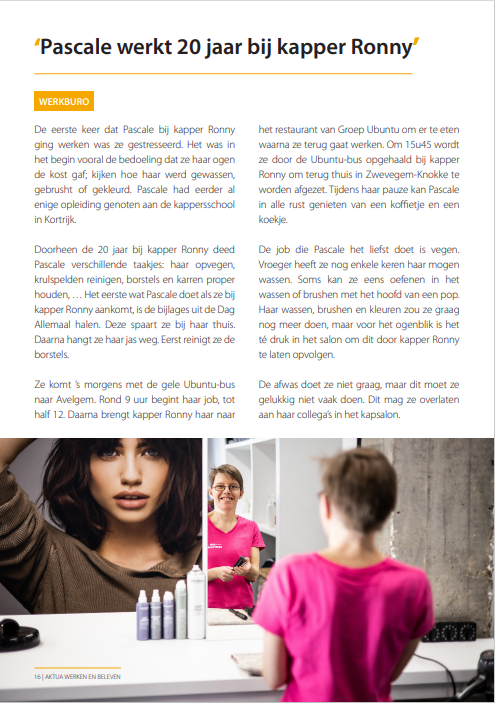 ‘Pascale werkt 20 jaar bij kapper Ronny’
WERKBURO
De eerste keer dat Pascale bij kapper Ronny
ging werken was ze gestresseerd. Het was in
het begin vooral de bedoeling dat ze haar ogen
de kost gaf; kijken hoe haar werd gewassen,
gebrusht of gekleurd. Pascale had eerder al
enige opleiding genoten aan de kappersschool
in Kortrijk.
Doorheen de 20 jaar bij kapper Ronny deed
Pascale verschillende taakjes: haar opvegen,
krulspelden reinigen, borstels en karren proper
houden, … Het eerste wat Pascale doet als ze bij
kapper Ronny aankomt, is de bijlages uit de Dag
Allemaal halen. Deze spaart ze bij haar thuis.
Daarna hangt ze haar jas weg. Eerst reinigt ze de
borstels.
Ze komt ’s morgens met de gele Ubuntu-bus
naar Avelgem. Rond 9 uur begint haar job, tot
half 12. Daarna brengt kapper Ronny haar naar
het restaurant van Groep Ubuntu om er te eten
waarna ze terug gaat werken. Om 15u45 wordt
ze door de Ubuntu-bus opgehaald bij kapper
Ronny om terug thuis in Zwevegem-Knokke te
worden afgezet. Tijdens haar pauze kan Pascale
in alle rust genieten van een koffietje en een
koekje.
De job die Pascale het liefst doet is vegen.
Vroeger heeft ze nog enkele keren haar mogen
wassen. Soms kan ze eens oefenen in het
wassen of brushen met het hoofd van een pop.
Haar wassen, brushen en kleuren zou ze graag
nog meer doen, maar voor het ogenblik is het
té druk in het salon om dit door kapper Ronny
te laten opvolgen.
De afwas doet ze niet graag, maar dit moet ze
gelukkig niet vaak doen. Dit mag ze overlaten
aan haar collega’s in het kapsalon.
16 | AKTUA WERKEN EN BELEVEN